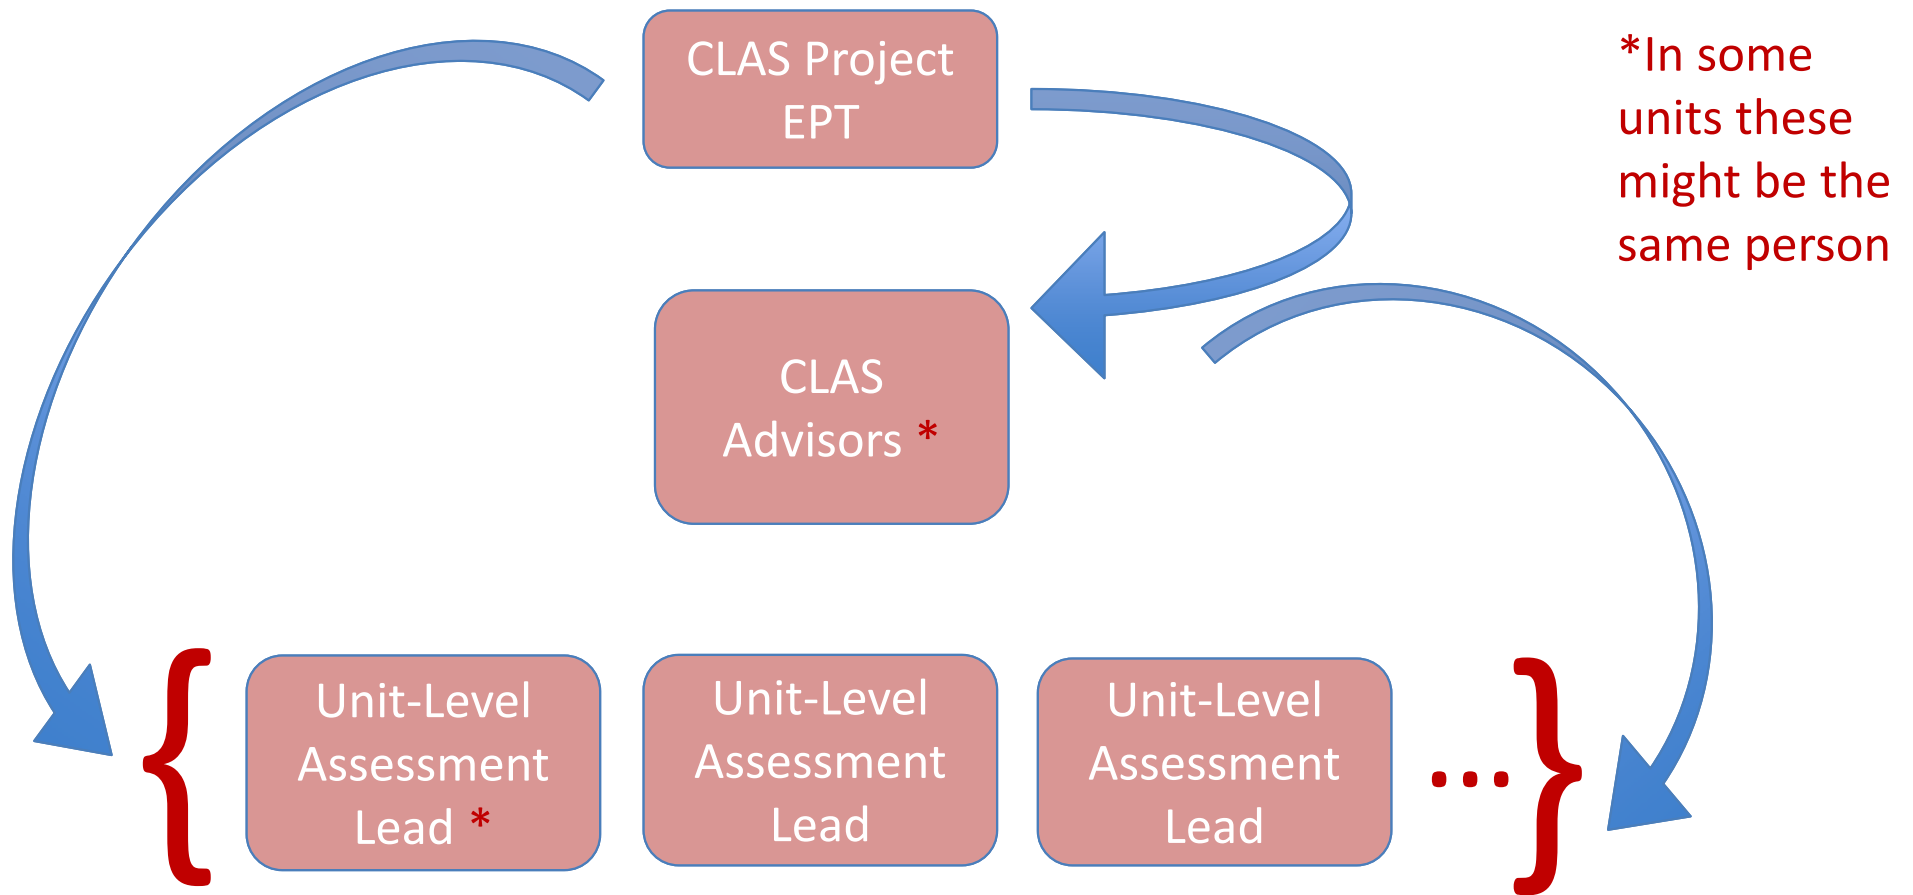 CLAS Project
EPT
*In some
units these
might be the
same person
CLAS
Advisors *
{
Unit-Level
Assessment
Lead *
Unit-Level
Assessment
Lead
Unit-Level
Assessment
Lead
...}